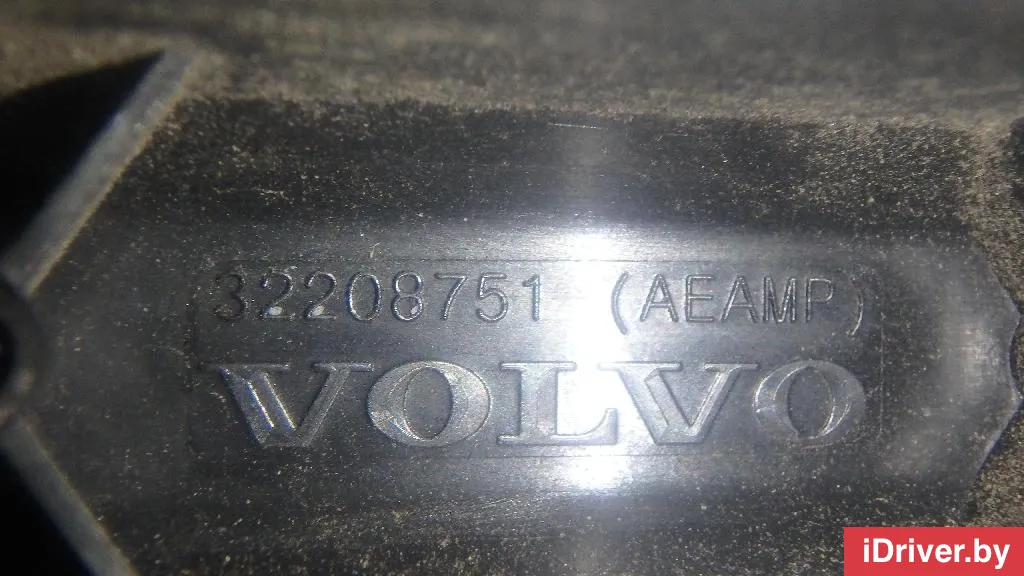 32208751 (AEAMP)
VOLVO
iDriver.by